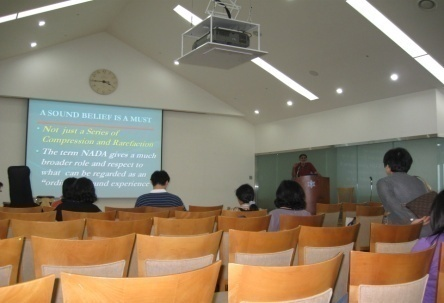 A SOUND BELIEF IS A MUST
• Not just a Series of
Compression and Rarefaction
• The term NADA gives a much
broader role and respect to
what can be regarded as an
and experience